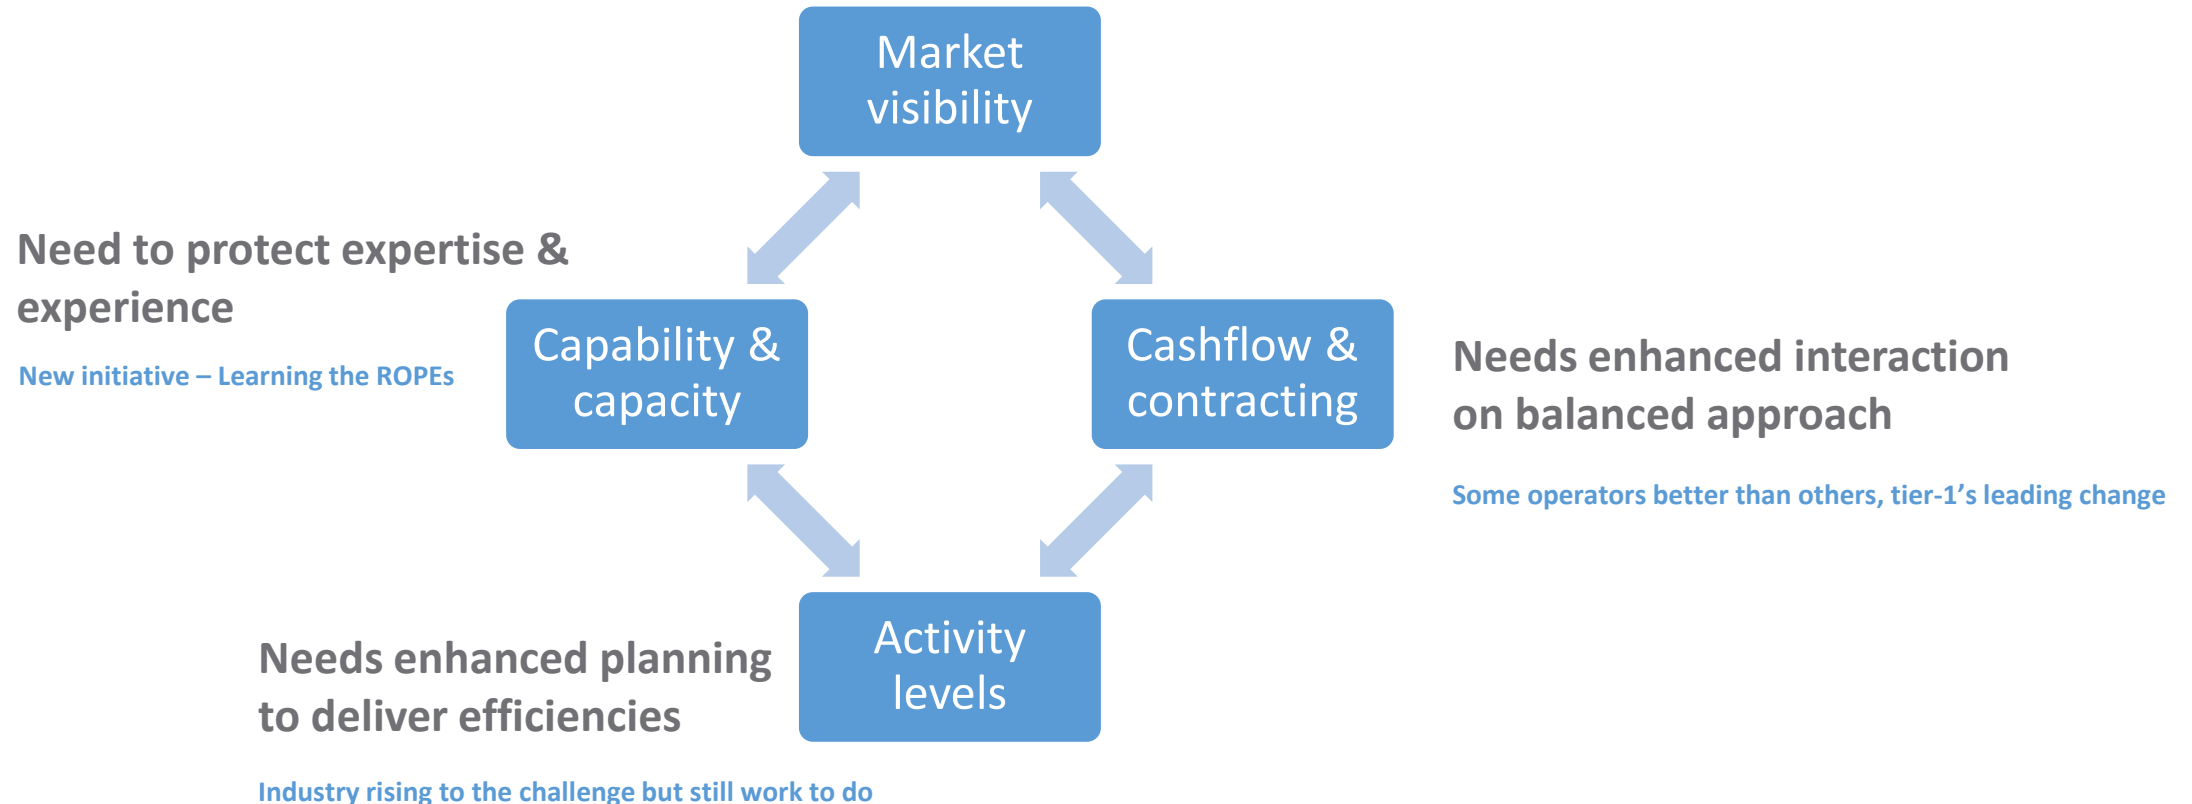 Market
visibility
Need to protect expertise &
experience
New initiative – Learning the ROPEs
Capability &
capacity
Cashflow &
contracting
Needs enhanced interaction
on balanced approach
Some operators better than others, tier-1’s leading change
Activity
levels
Needs enhanced planning
to deliver efficiencies
Industry rising to the challenge but still work to do